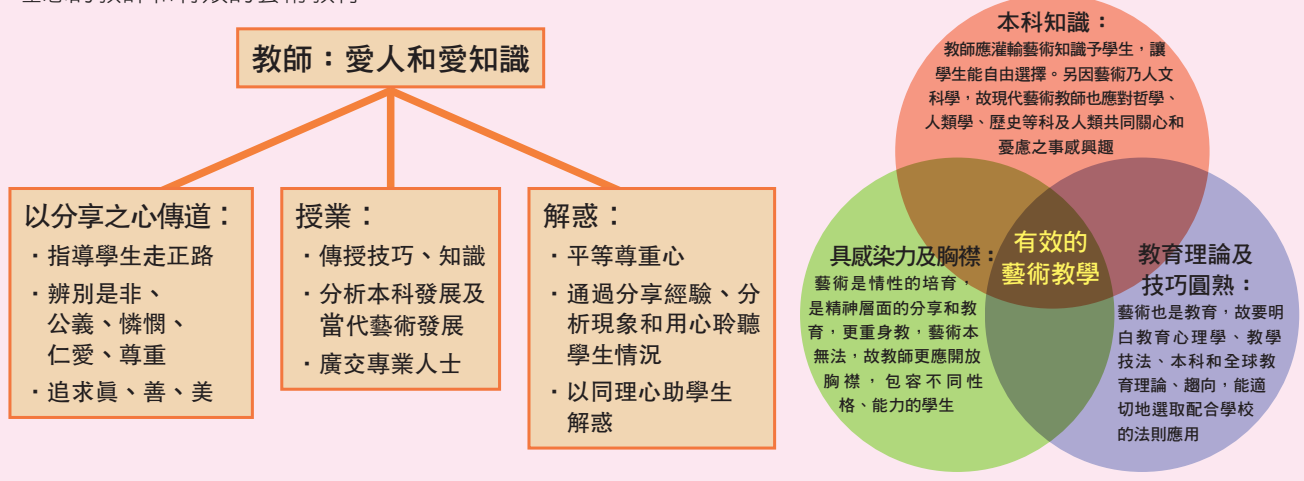 教師：愛人和愛知識
以分享之心傳道：
．指導學生走正路
．辨別是非、
公義、憐憫、
仁愛、尊重
．追求眞、善、美
授業：
．傳授技巧、知識
．分析本科發展及
當代藝術發展
．廣交專業人士
解惑：
．平等尊重心
．通過分享經驗、分
析現象和用心聆聽
學生情況
．以同理心助學生
解惑
本科知識：
教師應灌輸藝術知識予學生，讓
學生能自由選擇。另因藝術乃人文
科學，故現代藝術教師也應對哲學、
人類學、歷史等科及人類共同關心和
憂慮之事感興趣
具感染力及胸襟：
藝術是情性的培育，
是精神層面的分享和教
育，更重身教，藝術本
無法，故教師更應開放
胸襟，包容不同性
格、能力的學生
有效的
藝術教學
教育理論及
技巧圓熟：
藝術也是教育，故要明
白教育心理學、教學
技法、本科和全球教
育理論、趨向，能適
切地選取配合學校
的法則應用